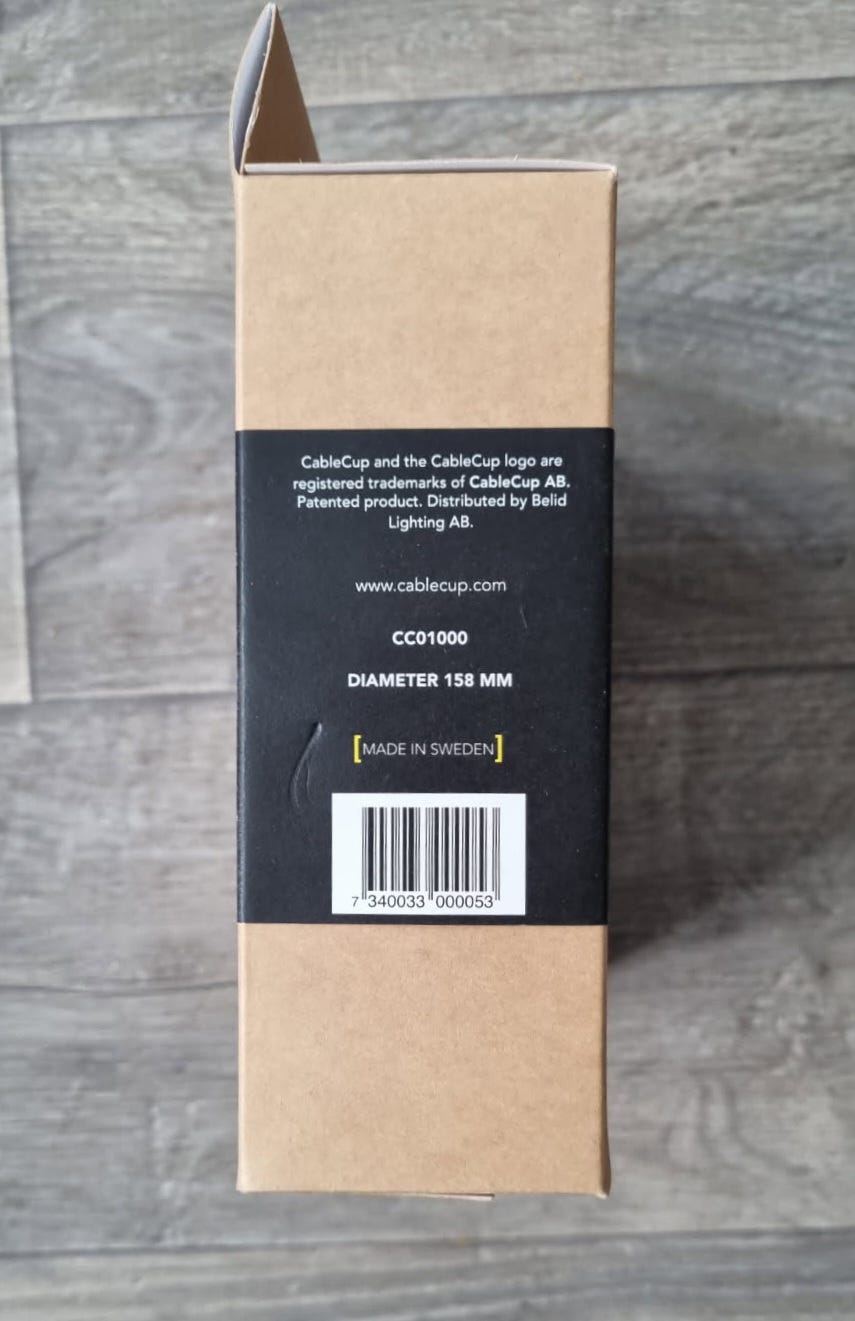 CableCup and the CableCup logo are
registered trademarks of CableCup AB.
Patented product. Distributed by Belid
Lighting AB.
www.cablecup.com
CC01000
DIAMETER 158 MM
[MADE IN SWEDEN]
7 340033 000053